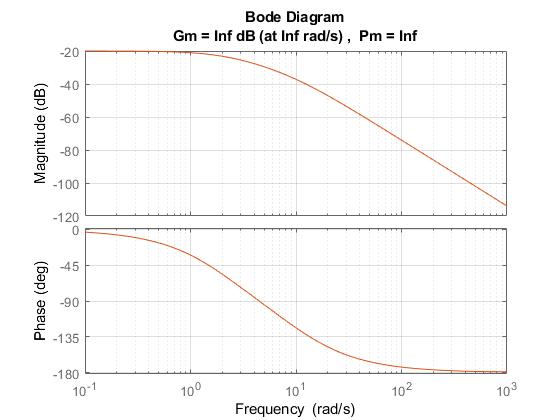 Bode Diagram
Gm = Inf dB (at Inf rad/s) , Pm = Inf
Magnitude (dB)
-20
-40
-60
-80
-100
-120
Phase (deg)
0
-45
-90
-135
-180
10^-1 10^0 10^1 10^2 10^3
Frequency (rad/s)